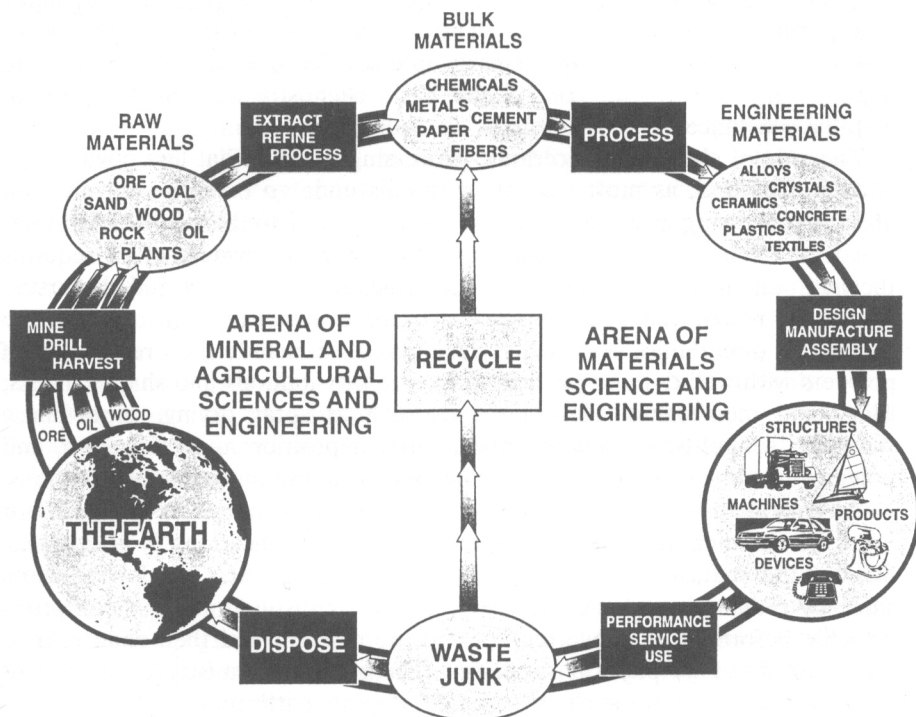 BULK
MATERIALS
CHEMICALS
METALS
CEMENT
PAPER
FIBERS
EXTRACT
REFINE
PROCESS
PROCESS
RAW
MATERIALS
ORE
COAL
SAND
WOOD
ROCK
OIL
PLANTS
ENGINEERING
MATERIALS
ALLOYS
CRYSTALS
CERAMICS
CONCRETE
PLASTICS
TEXTILES
MINE
DRILL
HARVEST
ARENA OF
MINERAL AND
AGRICULTURAL
SCIENCES AND
ENGINEERING
RECYCLE
ARENA OF
MATERIALS
SCIENCE AND
ENGINEERING
DESIGN
MANUFACTURE
ASSEMBLY
ORE
OIL
WOOD
THE EARTH
STRUCTURES
MACHINES
PRODUCTS
DEVICES
DISPOSE
WASTE
JUNK
PERFORMANCE
SERVICE
USE